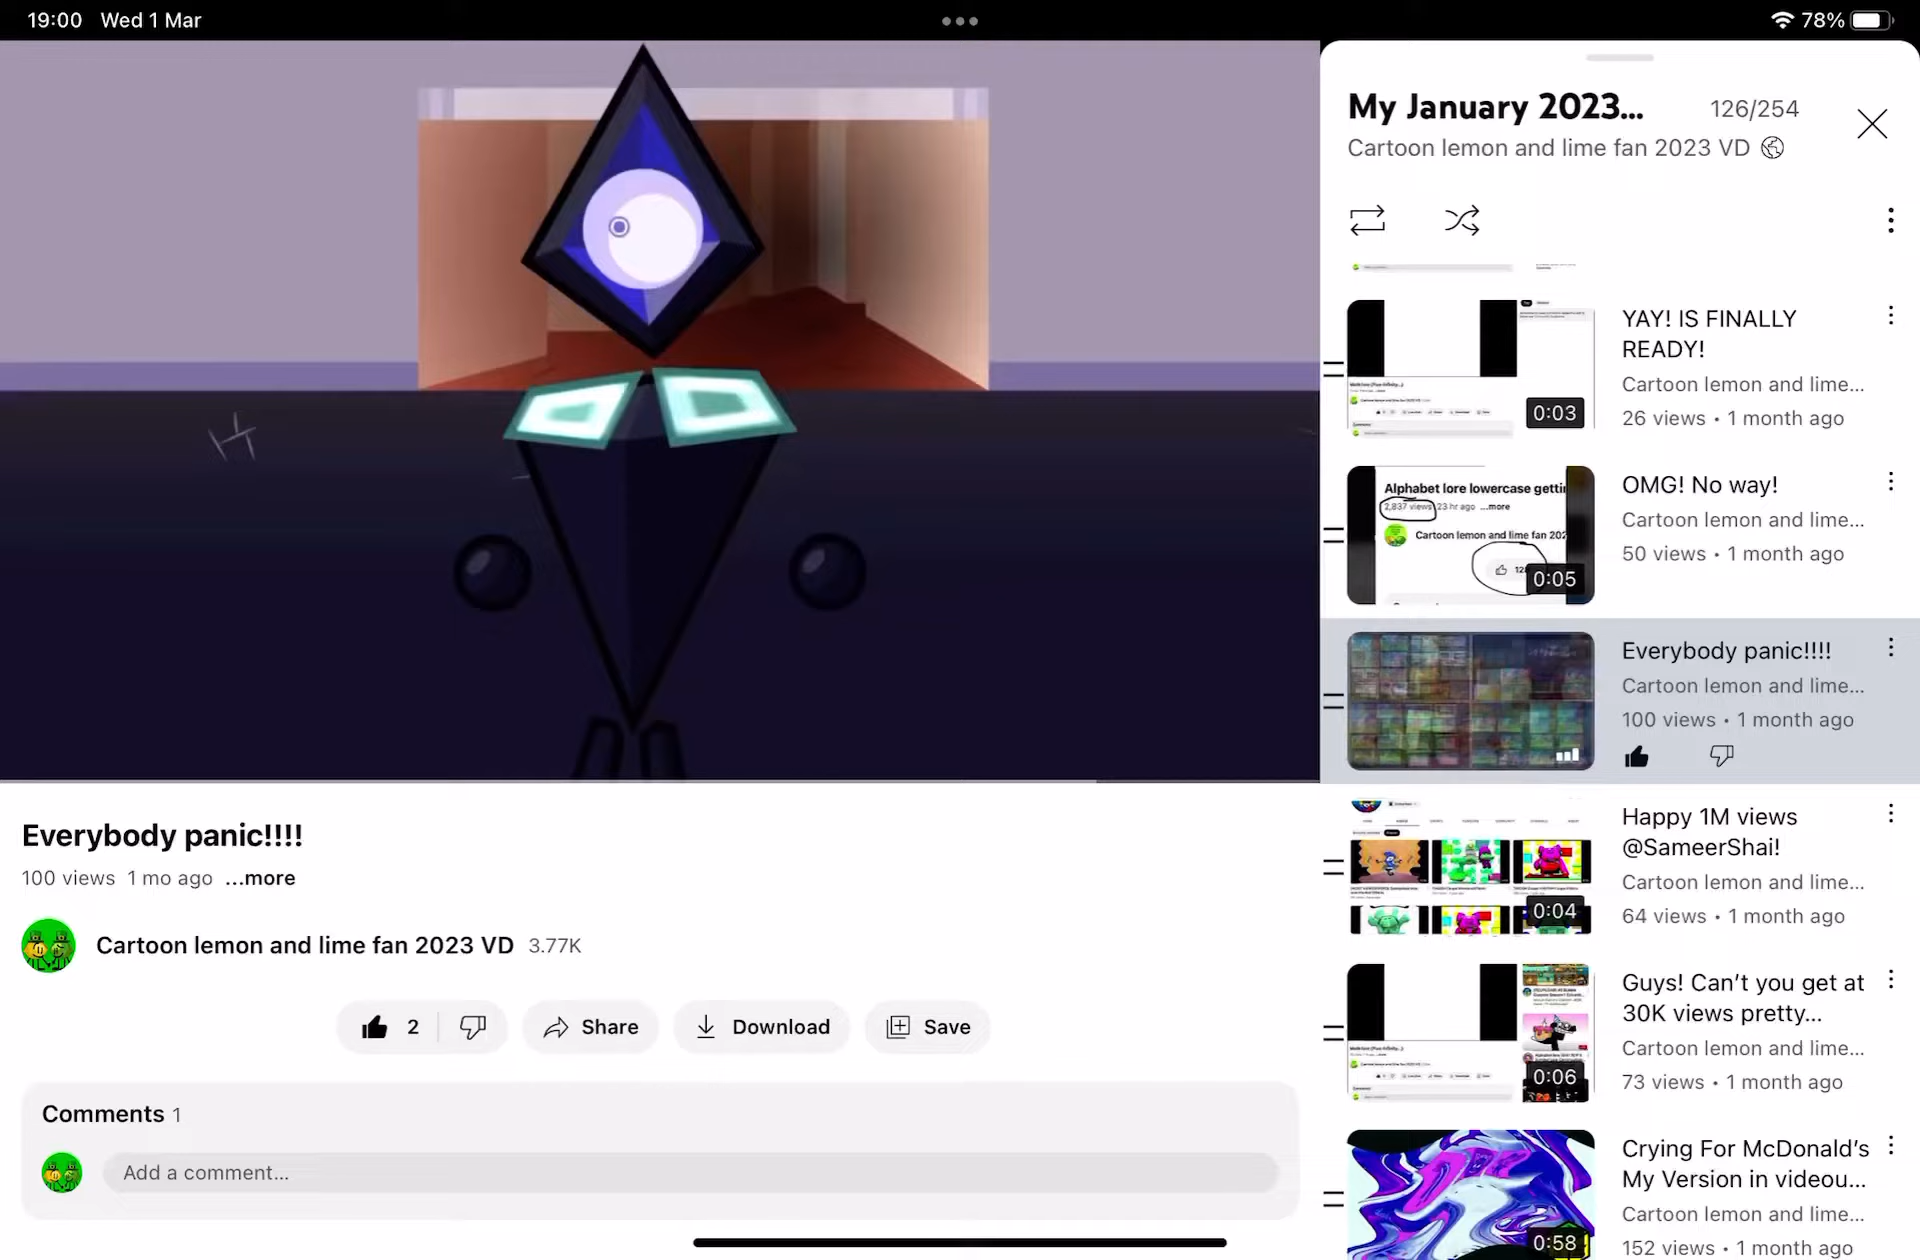 19:00 Wed 1 Mar
78%
My January 2023... 126/254
Cartoon lemon and lime fan 2023 VD
YAY! IS FINALLY
READY!
Cartoon lemon and lime...
26 views • 1 month ago
0:03
Alphabet lore lowercase getti
2,837 views 23 hr ago ...more
Cartoon lemon and lime fan 202
0:05
OMG! No way!
Cartoon lemon and lime...
50 views • 1 month ago
Everybody panic!!!!
Cartoon lemon and lime...
100 views • 1 month ago
Happy 1M views
@SameerShai!
Cartoon lemon and lime...
64 views • 1 month ago
0:04
Guys! Can't you get at
30K views pretty...
Cartoon lemon and lime...
73 views • 1 month ago
0:06
Crying For McDonald's
My Version in videou...
Cartoon lemon and lime...
152 views • 1 month ago
0:58
Everybody panic!!!!
100 views 1 mo ago ...more
Cartoon lemon and lime fan 2023 VD 3.77K
2 Share Download Save
Comments 1
Add a comment...